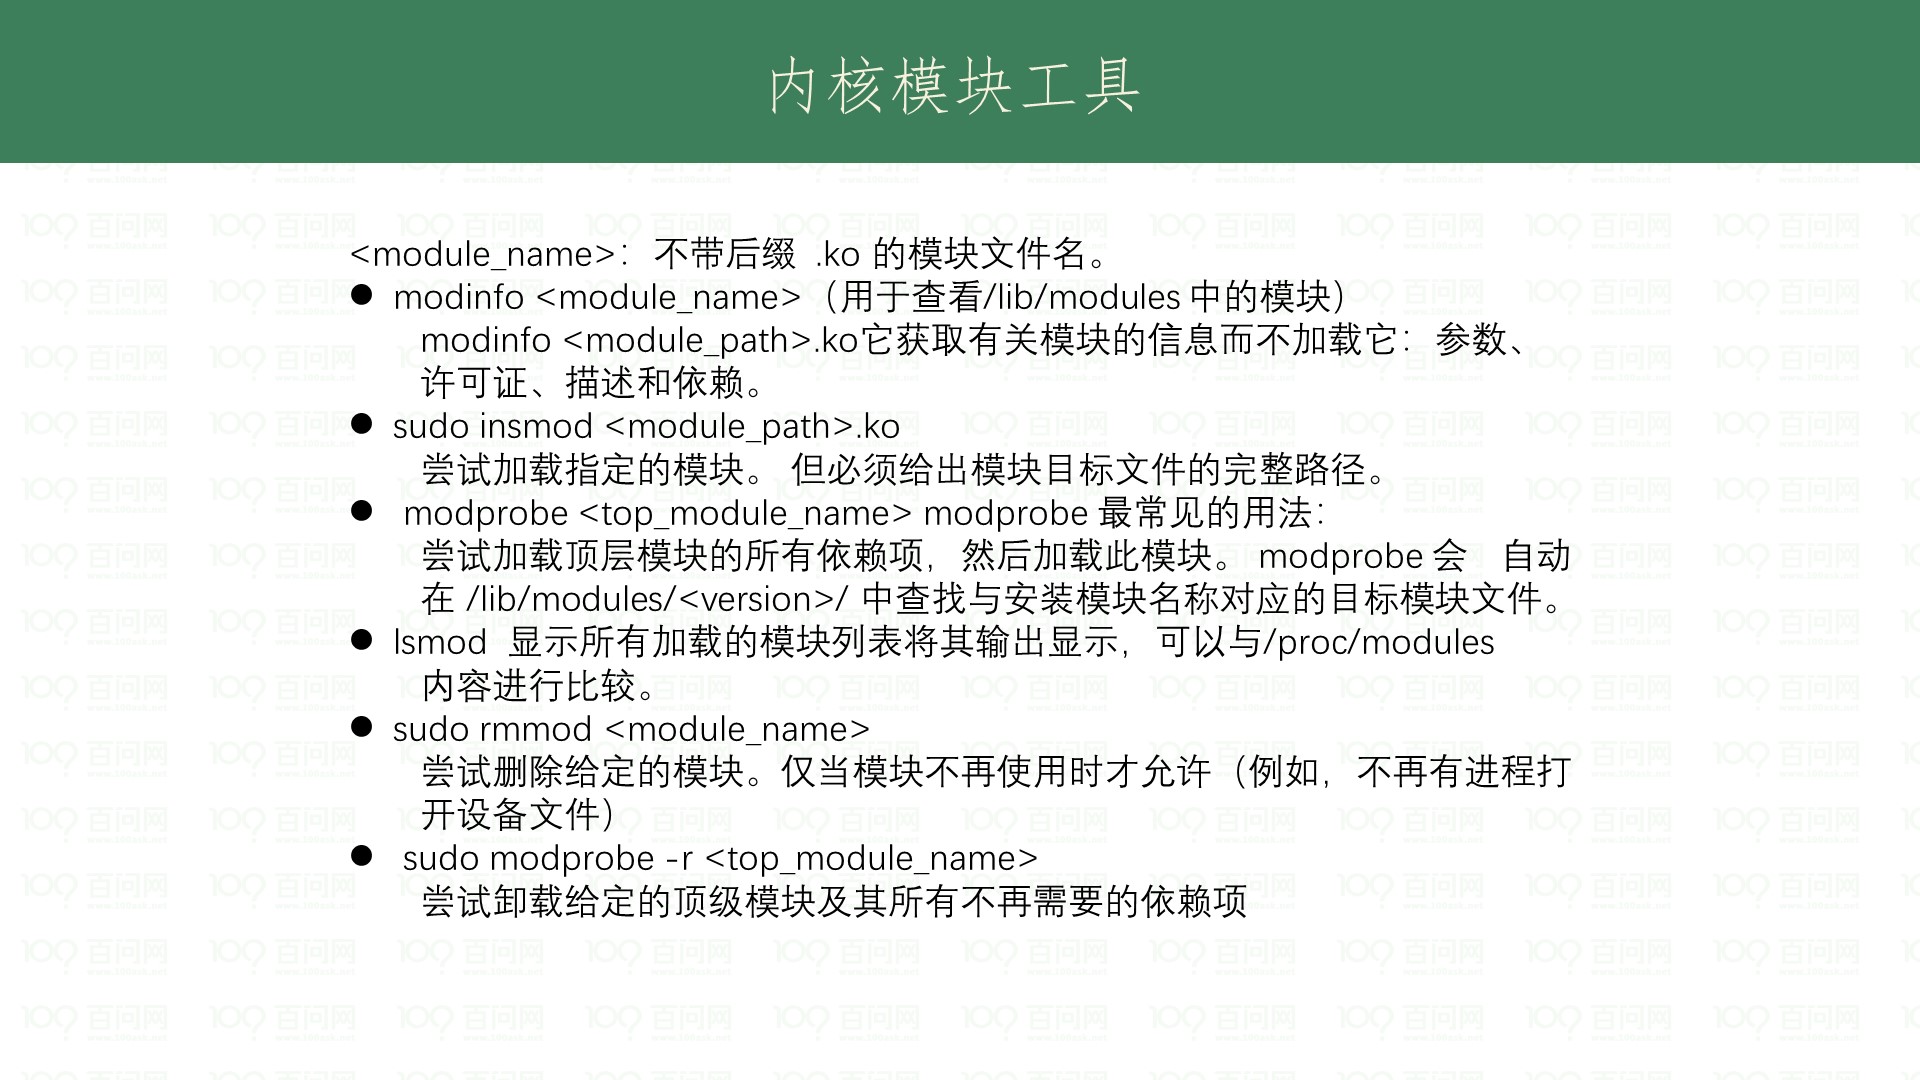 内核模块工具
<module_name>： 不带后缀 .ko 的模块文件名。
● modinfo <module_name>（用于查看/lib/modules 中的模块）
modinfo <module_path>.ko它获取有关模块的信息而不加载它：参数、
许可证、描述和依赖。
● sudo insmod <module_path>.ko
尝试加载指定的模块。 但必须给出模块目标文件的完整路径。
● modprobe <top_module_name> modprobe 最常见的用法：
尝试加载顶层模块的所有依赖项，然后加载此模块。 modprobe 会 自动
在 /lib/modules/<version>/ 中查找与安装模块名称对应的目标模块文件。
● lsmod 显示所有加载的模块列表将其输出显示，可以与/proc/modules
内容进行比较。
● sudo rmmod <module_name>
尝试删除给定的模块。仅当模块不再使用时才允许（例如，不再有进程打
开设备文件）
● sudo modprobe -r <top_module_name>
尝试卸载给定的顶级模块及其所有不再需要的依赖项